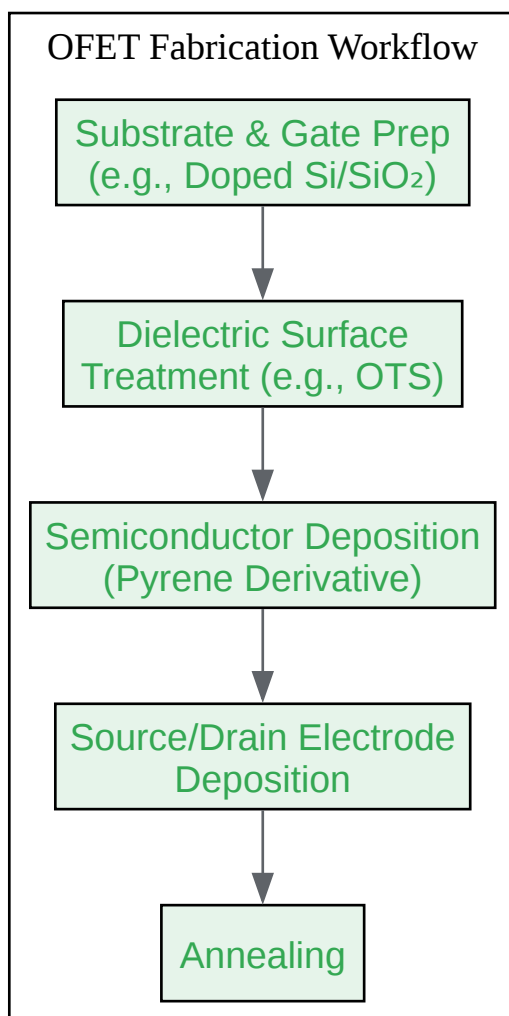 OFET Fabrication Workflow
Substrate & Gate Prep
(e.g., Doped Si/SiO₂)
Dielectric Surface
Treatment (e.g., OTS)
Semiconductor Deposition
(Pyrene Derivative)
Source/Drain Electrode
Deposition
Annealing